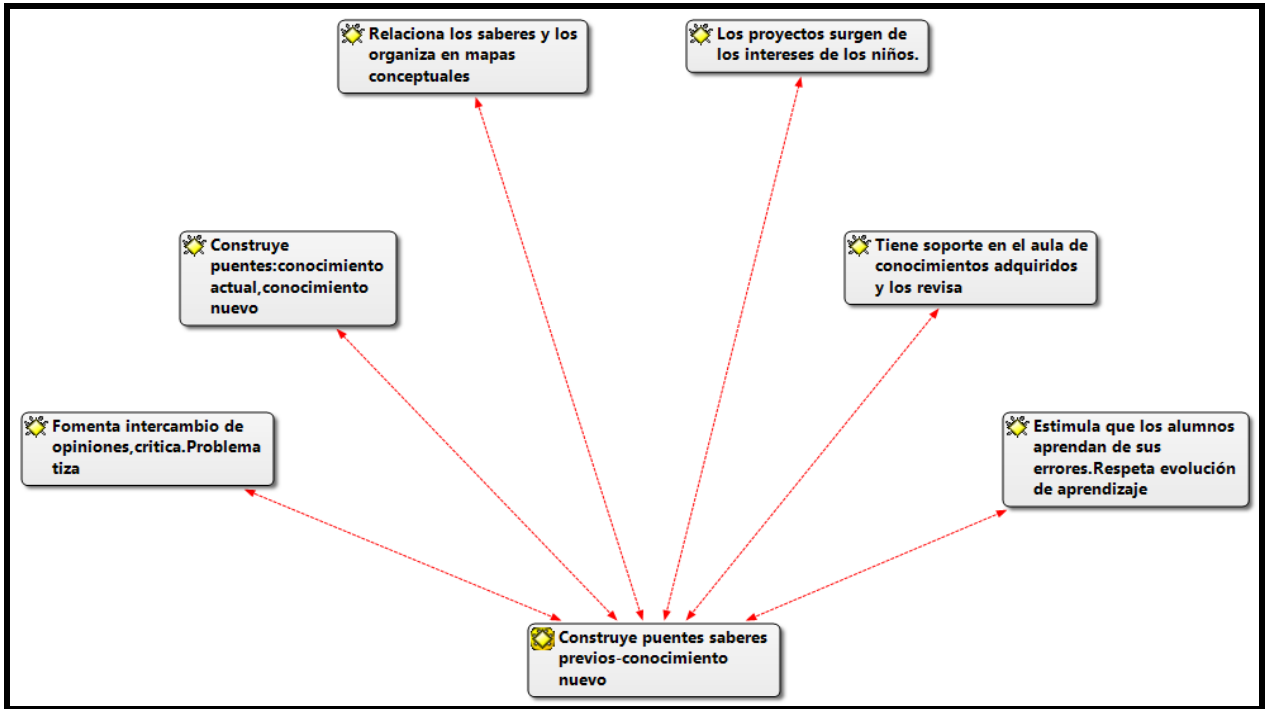 Relaciona los saberes y los
organiza en mapas
conceptuales
Los proyectos surgen de
los intereses de los niños.
Construye
puentes:conocimiento
actual,conocimiento
nuevo
Tiene soporte en el aula de
conocimientos adquiridos
y los revisa
Fomenta intercambio de
opiniones,critica.Problema
tiza
Estimula que los alumnos
aprendan de sus
errores.Respeta evolución
de aprendizaje
Construye puentes saberes
previos-conocimiento
nuevo